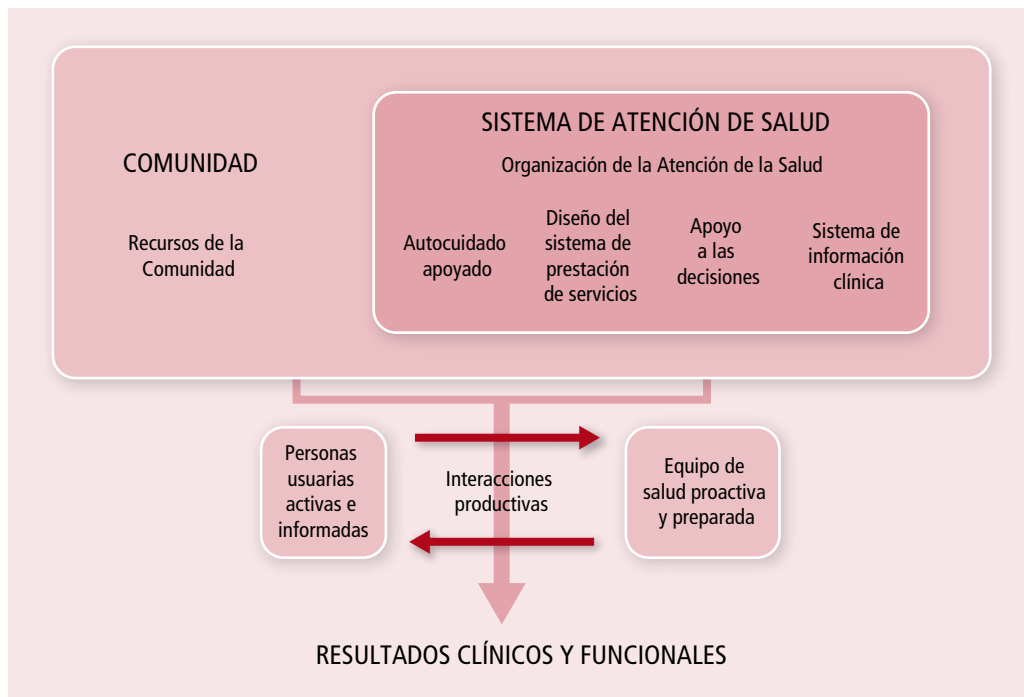 COMUNIDAD
Recursos de la
Comunidad
SISTEMA DE ATENCIÓN DE SALUD
Organización de la Atención de la Salud
Autocuidado
apoyado
Diseño del
sistema de
prestación
de servicios
Apoyo
a las
decisiones
Sistema de
información
clínica
Personas
usuarias
activas e
informadas
Interacciones
productivas
Equipo de
salud proactiva
y preparada
RESULTADOS CLÍNICOS Y FUNCIONALES